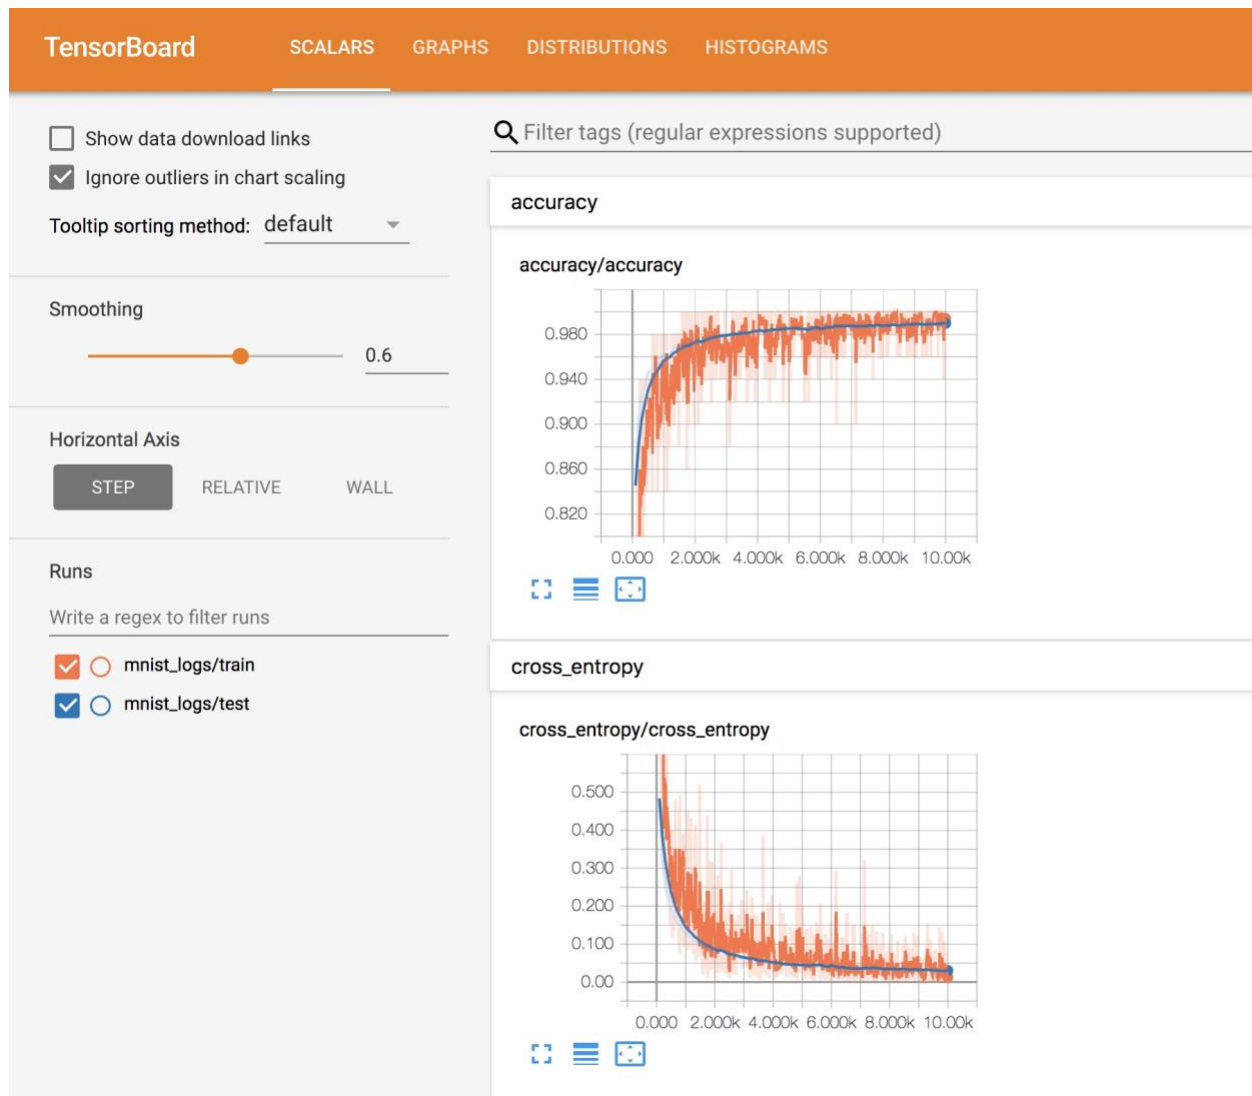 TensorBoard SCALARS GRAPHS DISTRIBUTIONS HISTOGRAMS
Show data download links
Ignore outliers in chart scaling
Tooltip sorting method: default
Smoothing
0.6
Horizontal Axis
STEP RELATIVE WALL
Runs
Write a regex to filter runs
mnist_logs/train
mnist_logs/test
Filter tags (regular expressions supported)
accuracy
accuracy/accuracy
0.980
0.940
0.900
0.860
0.820
0.000 2.000k 4.000k 6.000k 8.000k 10.00k
cross_entropy
cross_entropy/cross_entropy
0.500
0.400
0.300
0.200
0.100
0.00
0.000 2.000k 4.000k 6.000k 8.000k 10.00k